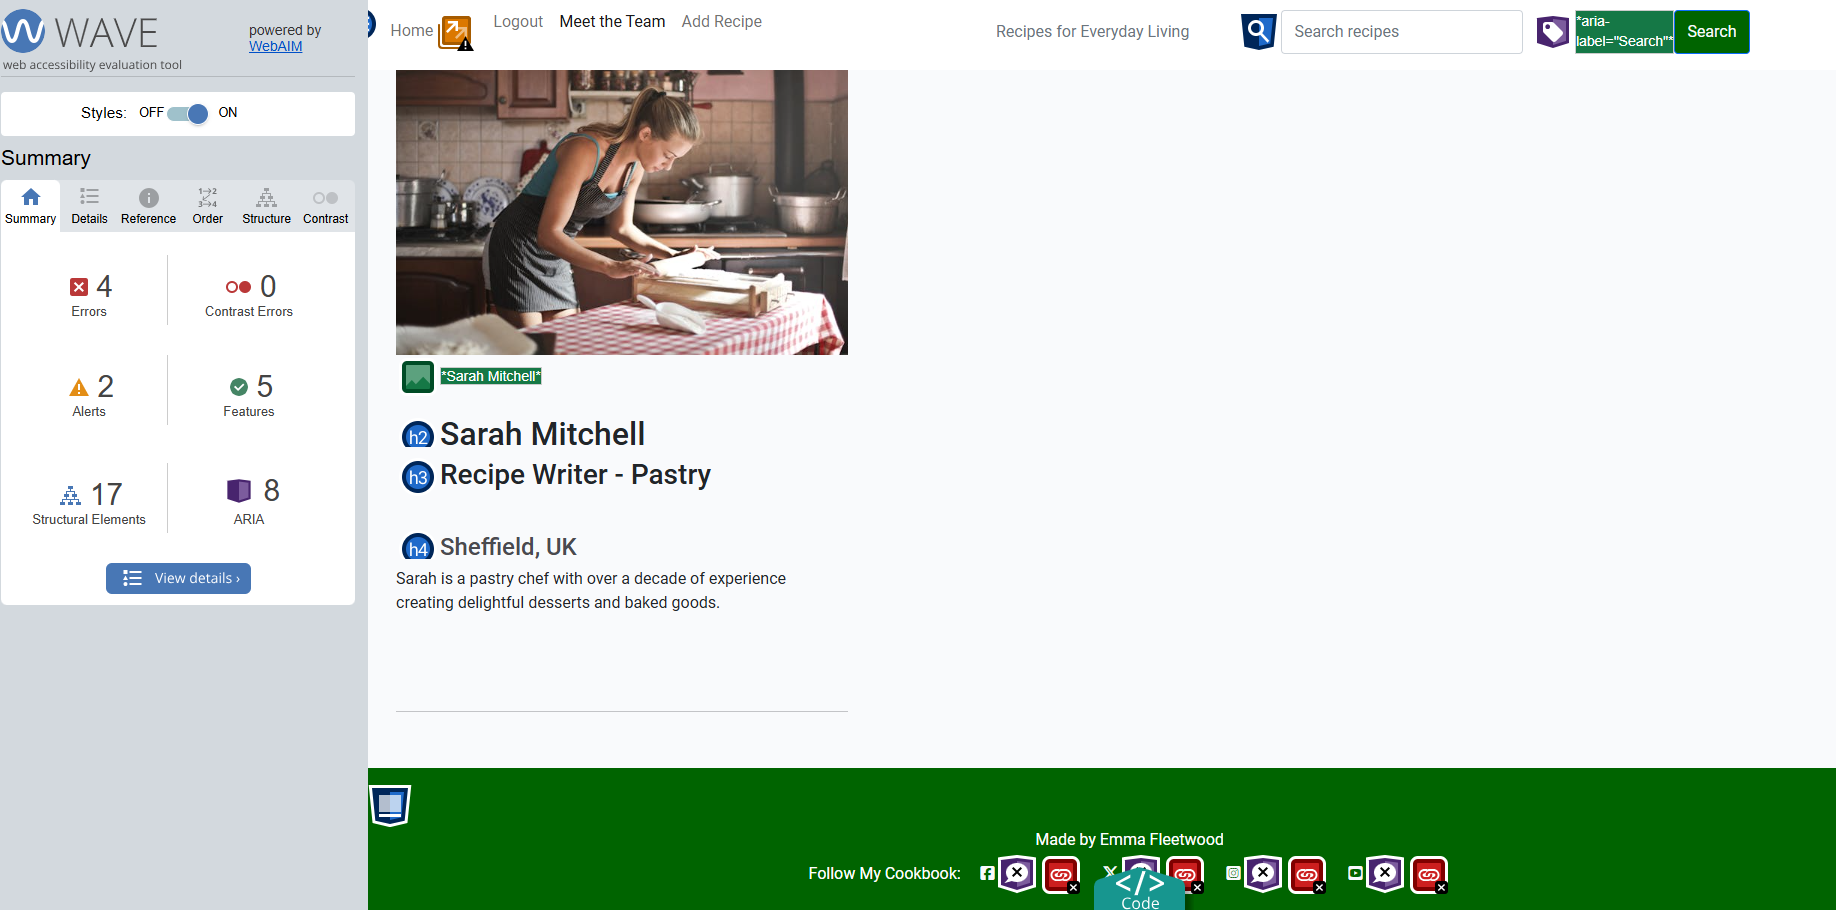 WAVE
powered by
WebAIM
web accessibility evaluation tool
Styles: OFF ON
Summary
Summary Details Reference Order Structure Contrast
1 2
3 4
4
Errors
0
Contrast Errors
2
Alerts
5
Features
17
Structural Elements
8
ARIA
View details ›
Home Logout Meet the Team Add Recipe
Recipes for Everyday Living
Search recipes
*aria-
label="Search"*
Search
*Sarah Mitchell*
h2 Sarah Mitchell
h3 Recipe Writer - Pastry
h4 Sheffield, UK
Sarah is a pastry chef with over a decade of experience
creating delightful desserts and baked goods.
Made by Emma Fleetwood
Follow My Cookbook:
</> Code